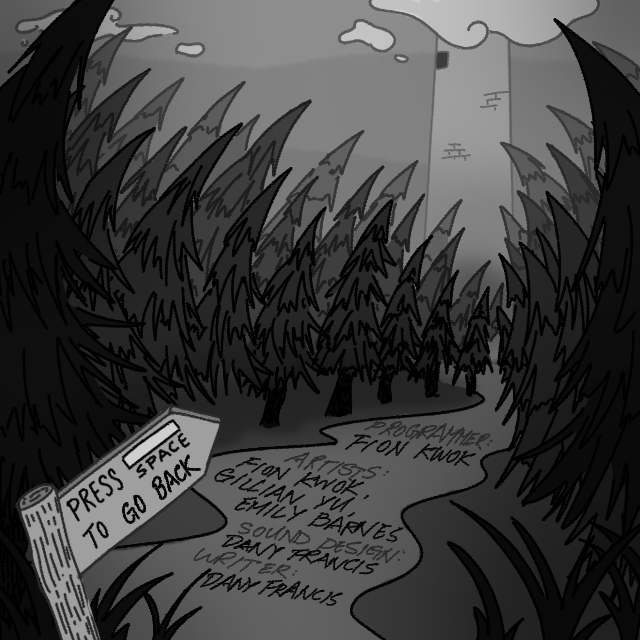 PROGRAMMER:
FION KWOK
ARTISTS:
FION KWOK,
GILLIAN YU,
EMILY BARNES
SOUND DESIGN:
DANY FRANCIS
WRITER:
DANY FRANCIS
PRESS SPACE
TO GO BACK